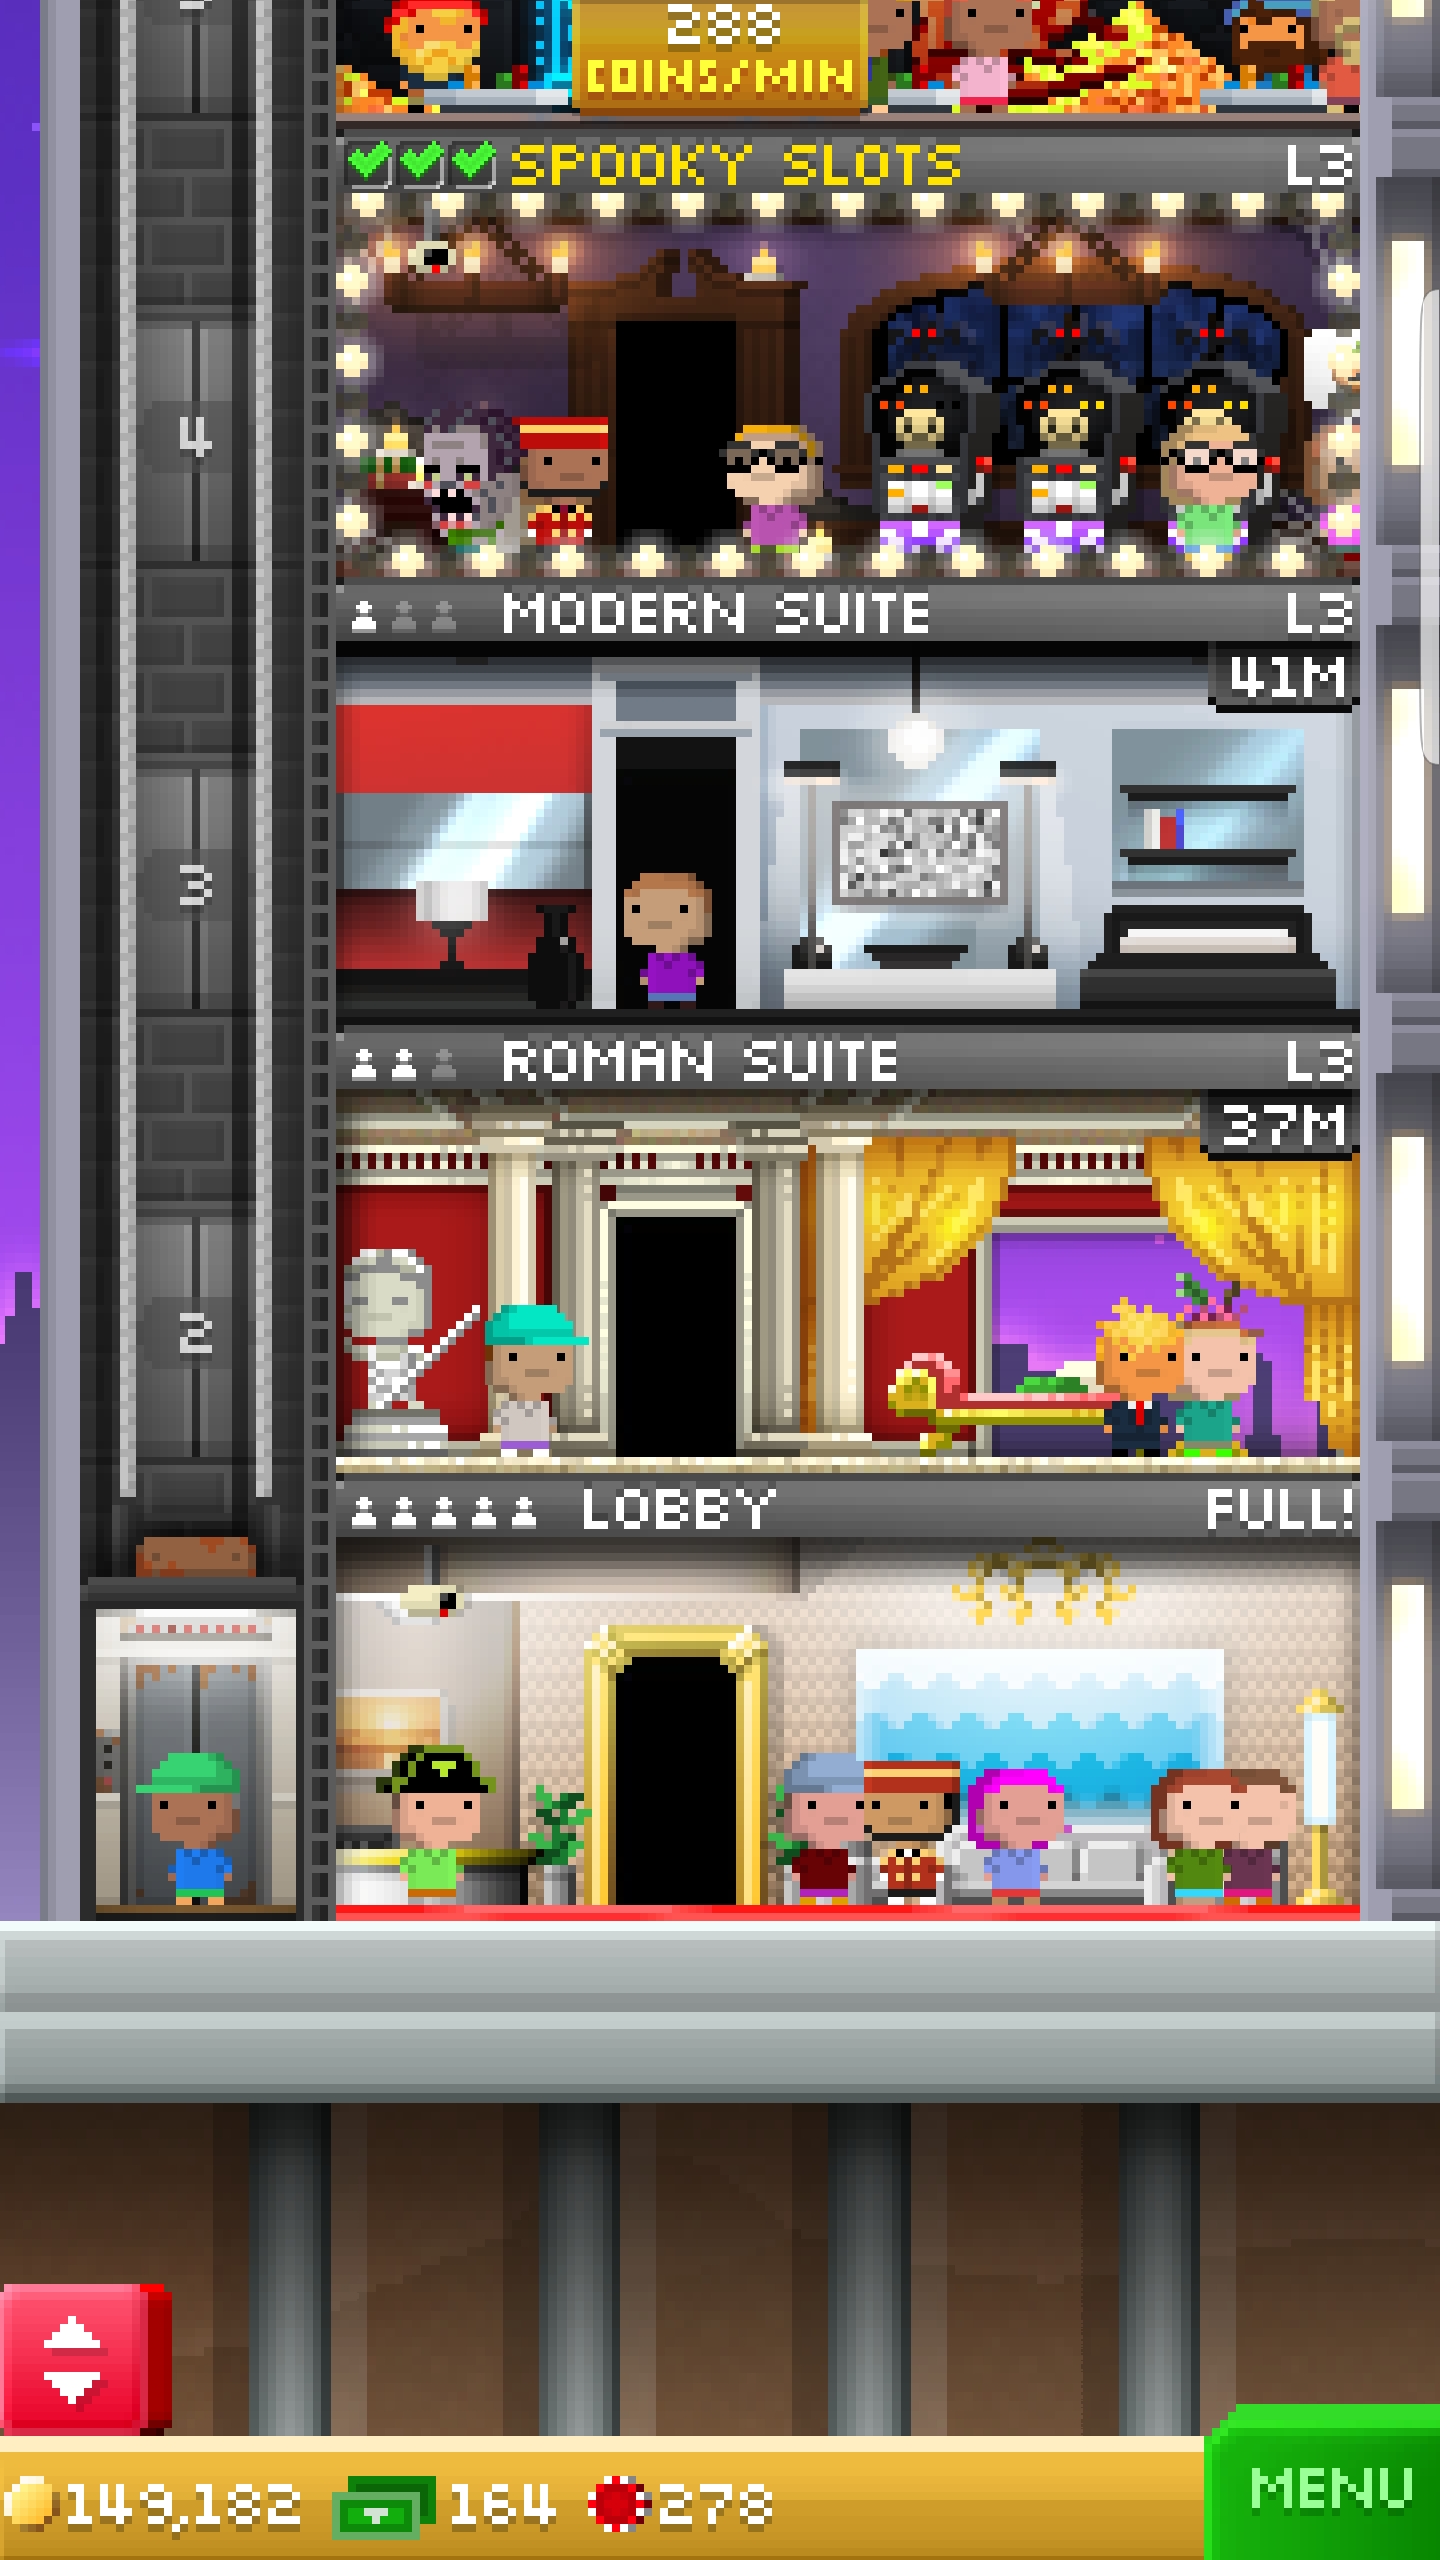 288
COINS/MIN
SPOOKY SLOTS L3
4
MODERN SUITE L3
41M
3
ROMAN SUITE L3
37M
2
LOBBY FULL!
MENU
149,182 164 278